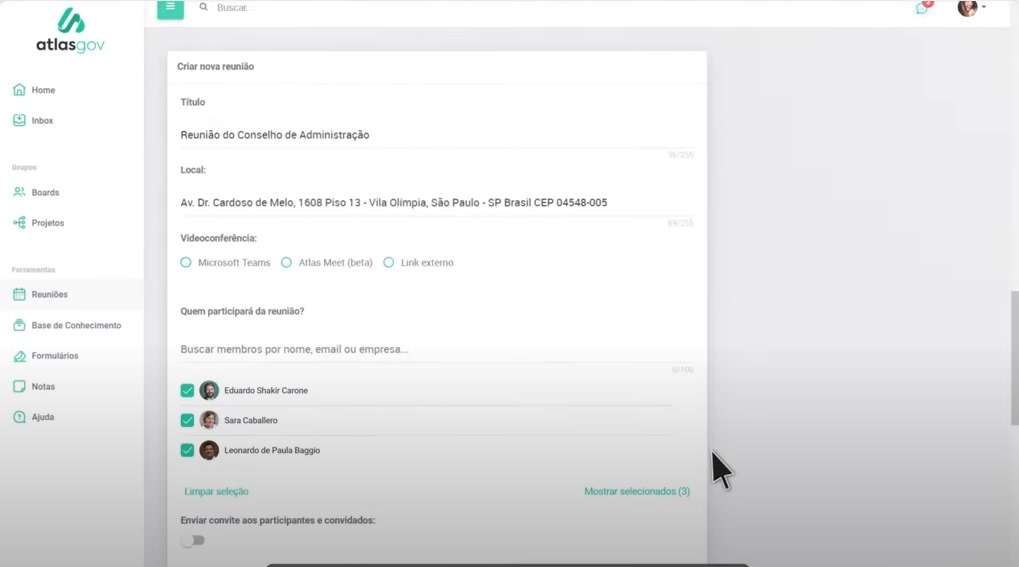 Buscar...
2
atlasgov
Home
Inbox
Grupos
Boards
Projetos
Ferramentas
Reuniões
Base de Conhecimento
Formulários
Notas
Ajuda
Criar nova reunião
Título
Reunião do Conselho de Administração
36/255
Local:
Av. Dr. Cardoso de Melo, 1608 Piso 13 - Vila Olímpia, São Paulo - SP Brasil CEP 04548-005
89/255
Videoconferência:
Microsoft Teams Atlas Meet (beta) Link externo
Quem participará da reunião?
Buscar membros por nome, email ou empresa...
0/100
Eduardo Shakir Carone
Sara Caballero
Leonardo de Paula Baggio
Limpar seleção Mostrar selecionados (3)
Enviar convite aos participantes e convidados: